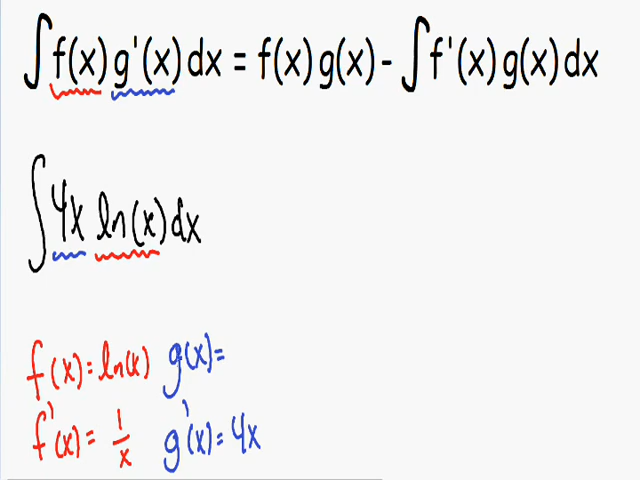 ∫ f(x) g'(x) dx = f(x) g(x) - ∫ f'(x) g(x) dx
∫ 4x ln(x) dx
f(x) = ln(x) g(x) =
f'(x) = 1/x g'(x) = 4x